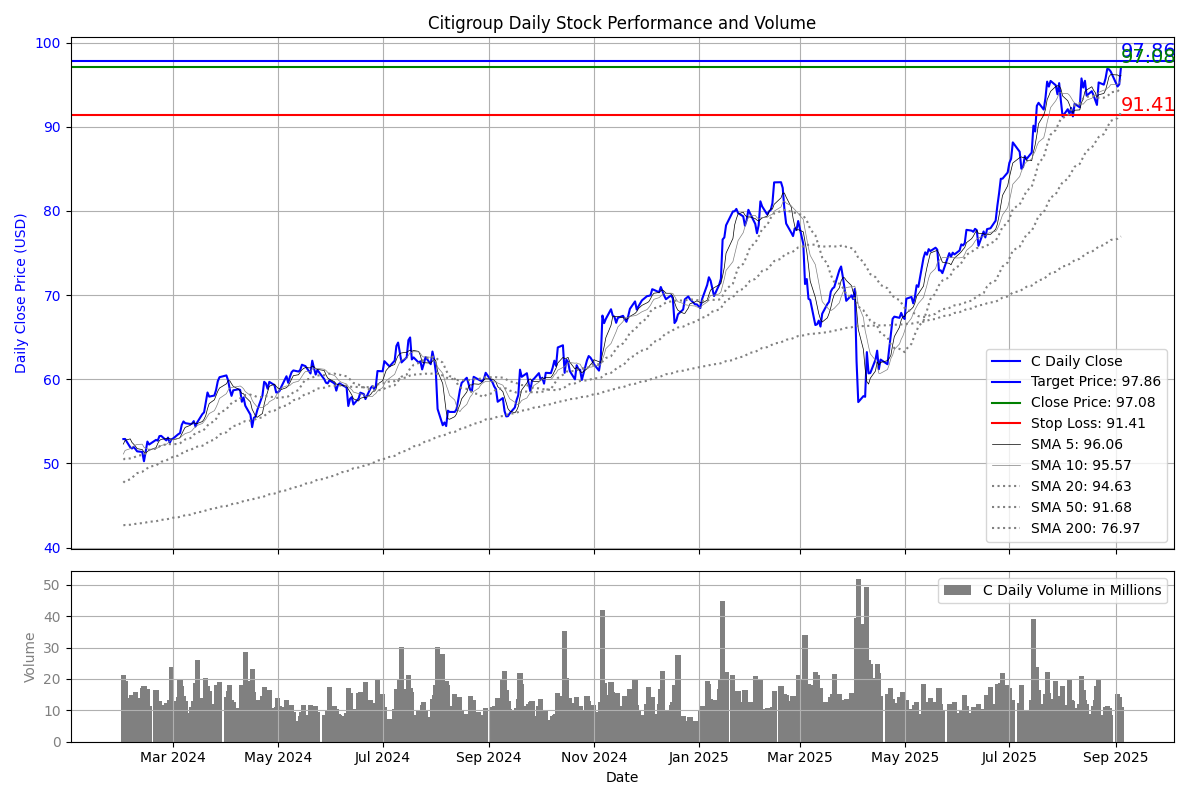 Citigroup Daily Stock Performance and Volume
Daily Close Price (USD)
100
90
80
70
60
50
40
97.86
97.08
91.41
C Daily Close
Target Price: 97.86
Close Price: 97.08
Stop Loss: 91.41
SMA 5: 96.06
SMA 10: 95.57
SMA 20: 94.63
SMA 50: 91.68
SMA 200: 76.97
Volume
50
40
30
20
10
0
C Daily Volume in Millions
Mar 2024
May 2024
Jul 2024
Sep 2024
Nov 2024
Jan 2025
Mar 2025
May 2025
Jul 2025
Sep 2025
Date